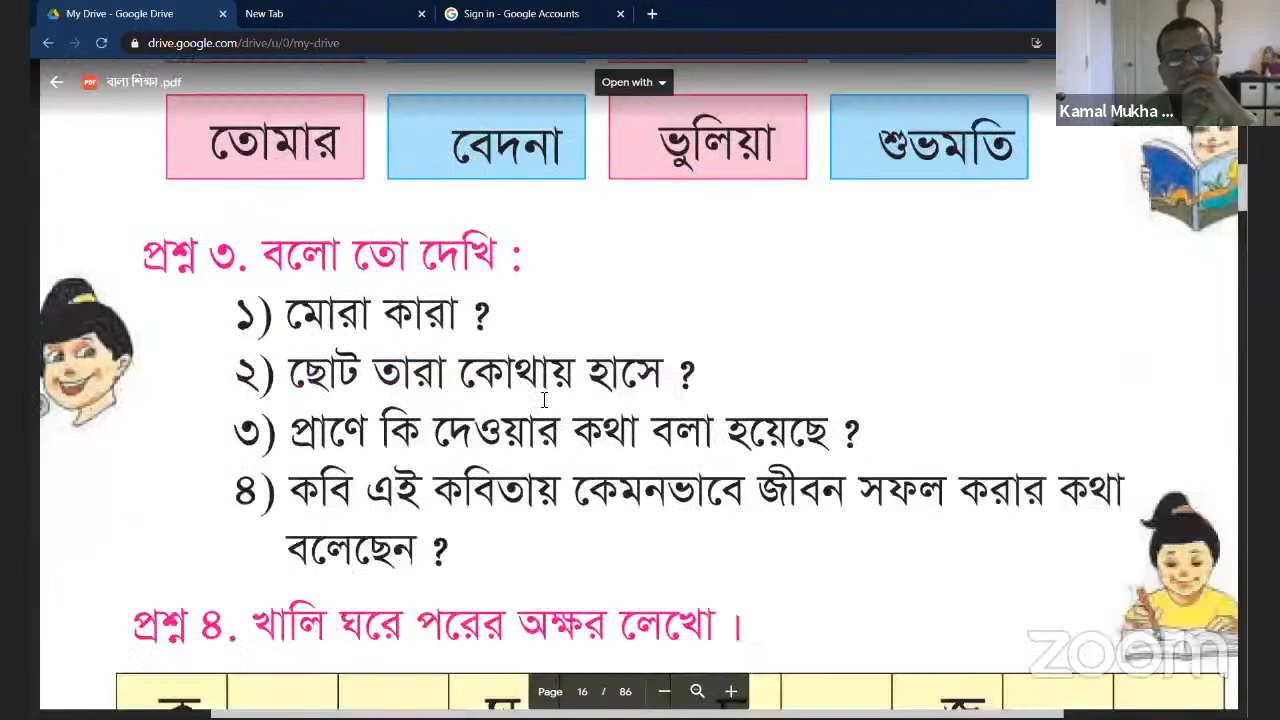 My Drive - Google Drive
New Tab
Sign in - Google Accounts
drive.google.com/drive/u/0/my-drive
PDF বাল্য শিক্ষা .pdf
Open with
Kamal Mukha ...
তোমার বেদনা ভুলিয়া শুভমতি
প্রশ্ন ৩. বলো তো দেখি :
১) মোরা কারা ?
২) ছোট তারা কোথায় হাসে ?
৩) প্রাণে কি দেওয়ার কথা বলা হয়েছে ?
৪) কবি এই কবিতায় কেমনভাবে জীবন সফল করার কথা
বলেছেন ?
প্রশ্ন ৪. খালি ঘরে পরের অক্ষর লেখো ।
zoom
Page 16 / 86